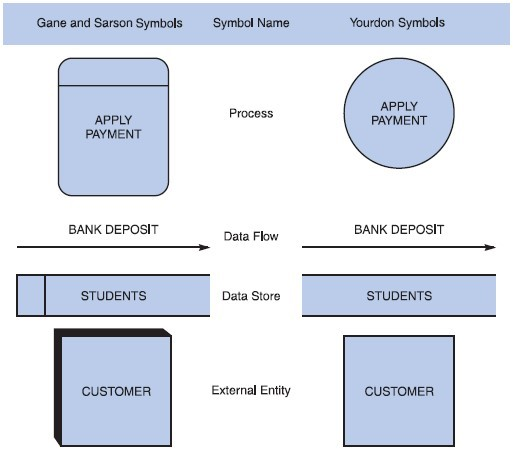 Gane and Sarson Symbols Symbol Name Yourdon Symbols
APPLY
PAYMENT
Process
APPLY
PAYMENT
BANK DEPOSIT
Data Flow
BANK DEPOSIT
STUDENTS
Data Store
STUDENTS
CUSTOMER
External Entity
CUSTOMER